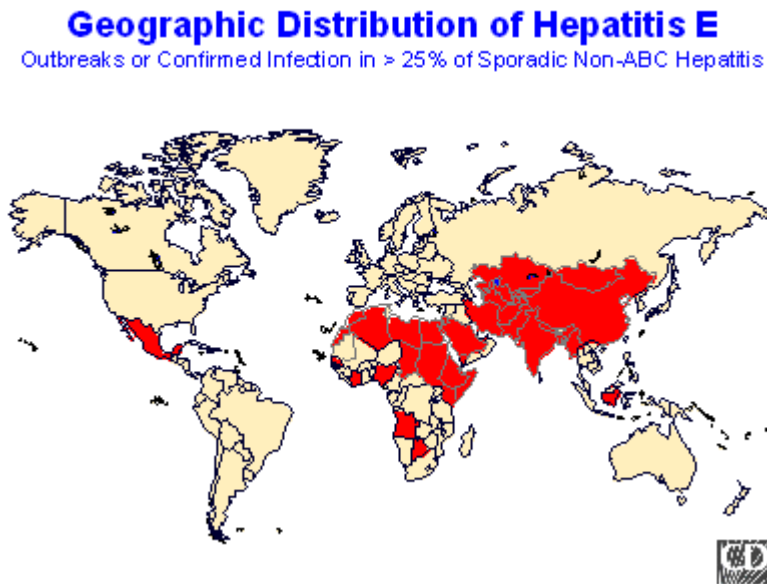 Geographic Distribution of Hepatitis E
Outbreaks or Confirmed Infection in > 25% of Sporadic Non-ABC Hepatitis